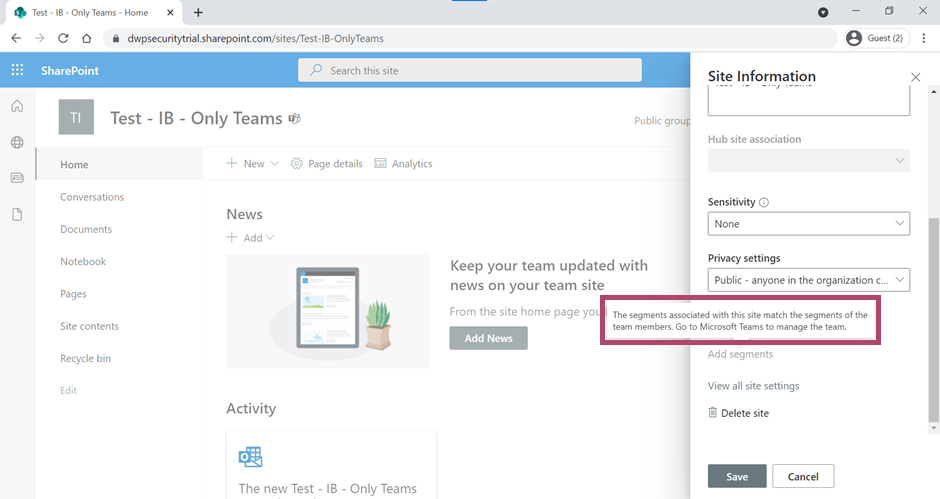 Test - IB - Only Teams - Home
dwpsecuritytrial.sharepoint.com/sites/Test-IB-OnlyTeams
Guest (2)
SharePoint
Search this site
TI
Test - IB - Only Teams
Public group
Home
Conversations
Documents
Notebook
Pages
Site contents
Recycle bin
Edit
New
Page details
Analytics
News
Add
Keep your team updated with
news on your team site
From the site home page you'll
Add News
Activity
The new Test - IB - Only Teams
Site Information
Test - IB - Only Teams
Hub site association
Sensitivity
None
Privacy settings
Public - anyone in the organization c...
The segments associated with this site match the segments of the
team members. Go to Microsoft Teams to manage the team.
Add segments
View all site settings
Delete site
Save
Cancel